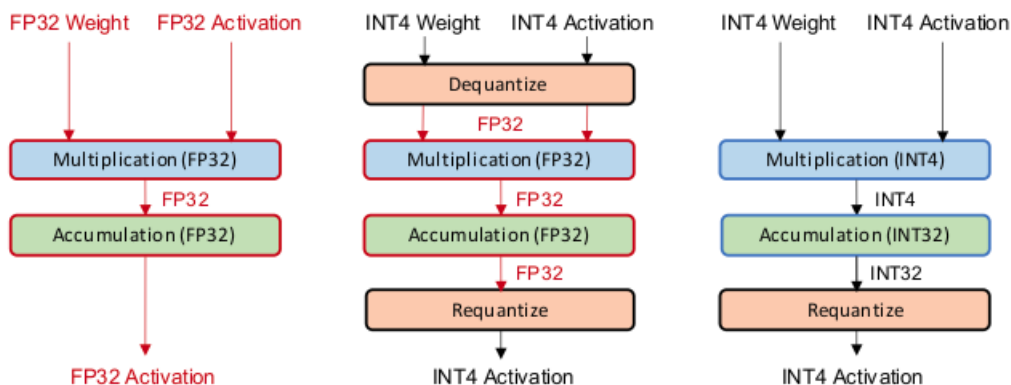 FP32 Weight FP32 Activation
Multiplication (FP32)
FP32
Accumulation (FP32)
FP32 Activation
INT4 Weight INT4 Activation
Dequantize
FP32
Multiplication (FP32)
FP32
Accumulation (FP32)
FP32
Requantize
INT4 Activation
INT4 Weight INT4 Activation
Multiplication (INT4)
INT4
Accumulation (INT32)
INT32
Requantize
INT4 Activation